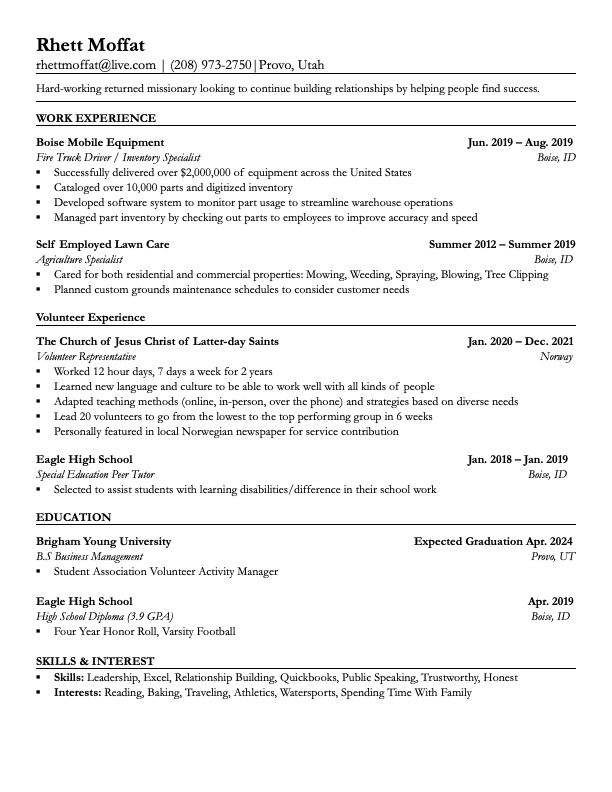 Rhett Moffat
rhettmoffat@live.com | (208) 973-2750|Provo, Utah
Hard-working returned missionary looking to continue building relationships by helping people find success.
WORK EXPERIENCE
Boise Mobile Equipment Jun. 2019 – Aug. 2019
Fire Truck Driver / Inventory Specialist Boise, ID
▪ Successfully delivered over $2,000,000 of equipment across the United States
▪ Cataloged over 10,000 parts and digitized inventory
▪ Developed software system to monitor part usage to streamline warehouse operations
▪ Managed part inventory by checking out parts to employees to improve accuracy and speed
Self Employed Lawn Care Summer 2012 – Summer 2019
Agriculture Specialist Boise, ID
▪ Cared for both residential and commercial properties: Mowing, Weeding, Spraying, Blowing, Tree Clipping
▪ Planned custom grounds maintenance schedules to consider customer needs
Volunteer Experience
The Church of Jesus Christ of Latter-day Saints Jan. 2020 – Dec. 2021
Volunteer Representative Norway
▪ Worked 12 hour days, 7 days a week for 2 years
▪ Learned new language and culture to be able to work well with all kinds of people
▪ Adapted teaching methods (online, in-person, over the phone) and strategies based on diverse needs
▪ Lead 20 volunteers to go from the lowest to the top performing group in 6 weeks
▪ Personally featured in local Norwegian newspaper for service contribution
Eagle High School Jan. 2018 – Jan. 2019
Special Education Peer Tutor Boise, ID
▪ Selected to assist students with learning disabilities/difference in their school work
EDUCATION
Brigham Young University Expected Graduation Apr. 2024
B.S Business Management Provo, UT
▪ Student Association Volunteer Activity Manager
Eagle High School Apr. 2019
High School Diploma (3.9 GPA) Boise, ID
▪ Four Year Honor Roll, Varsity Football
SKILLS & INTEREST
▪ Skills: Leadership, Excel, Relationship Building, Quickbooks, Public Speaking, Trustworthy, Honest
▪ Interests: Reading, Baking, Traveling, Athletics, Watersports, Spending Time With Family